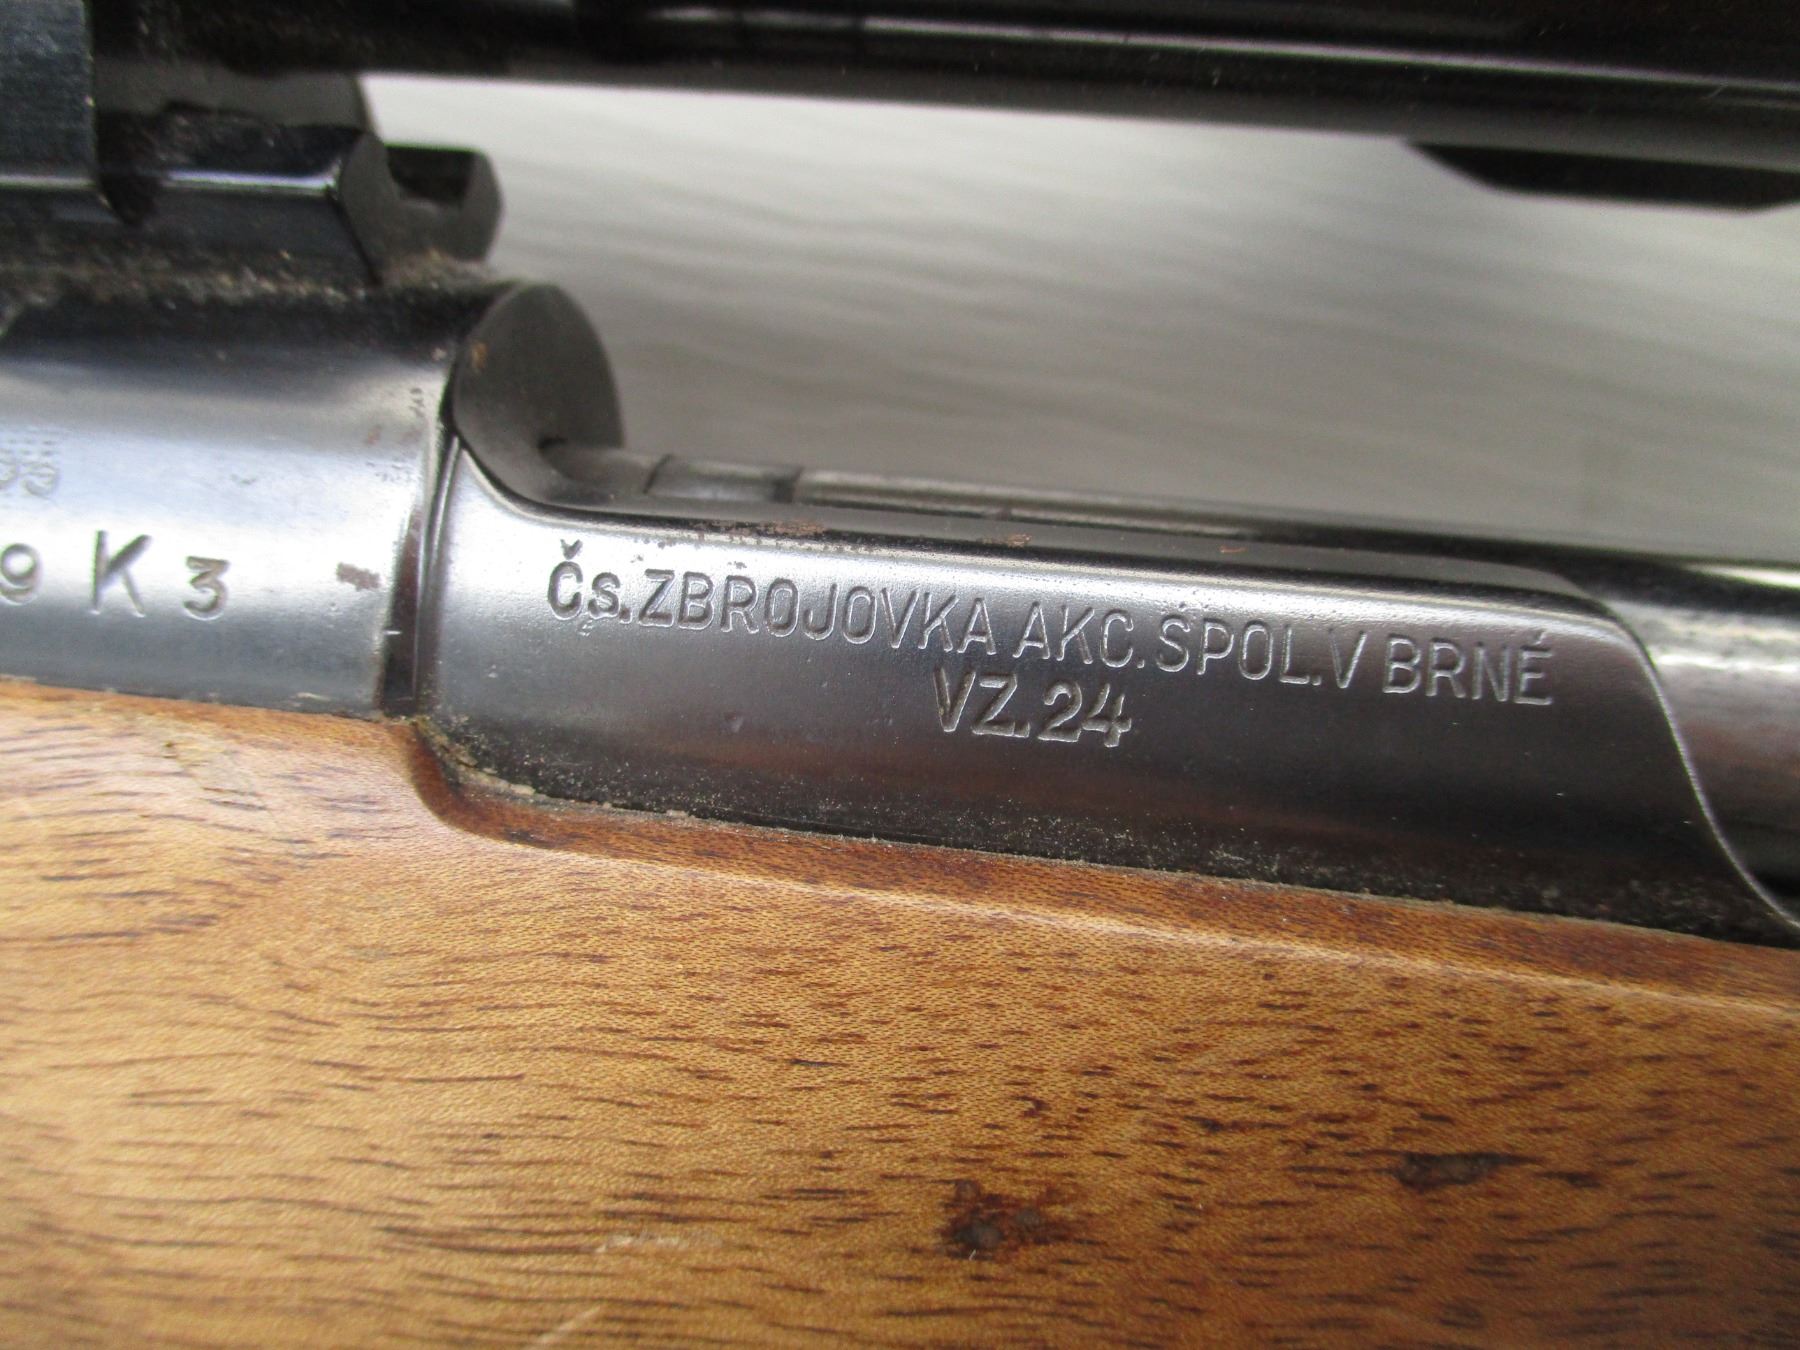 9 K 3
Čs. ZBROJOVKA AKC. SPOL. V BRNĚ
VZ. 24